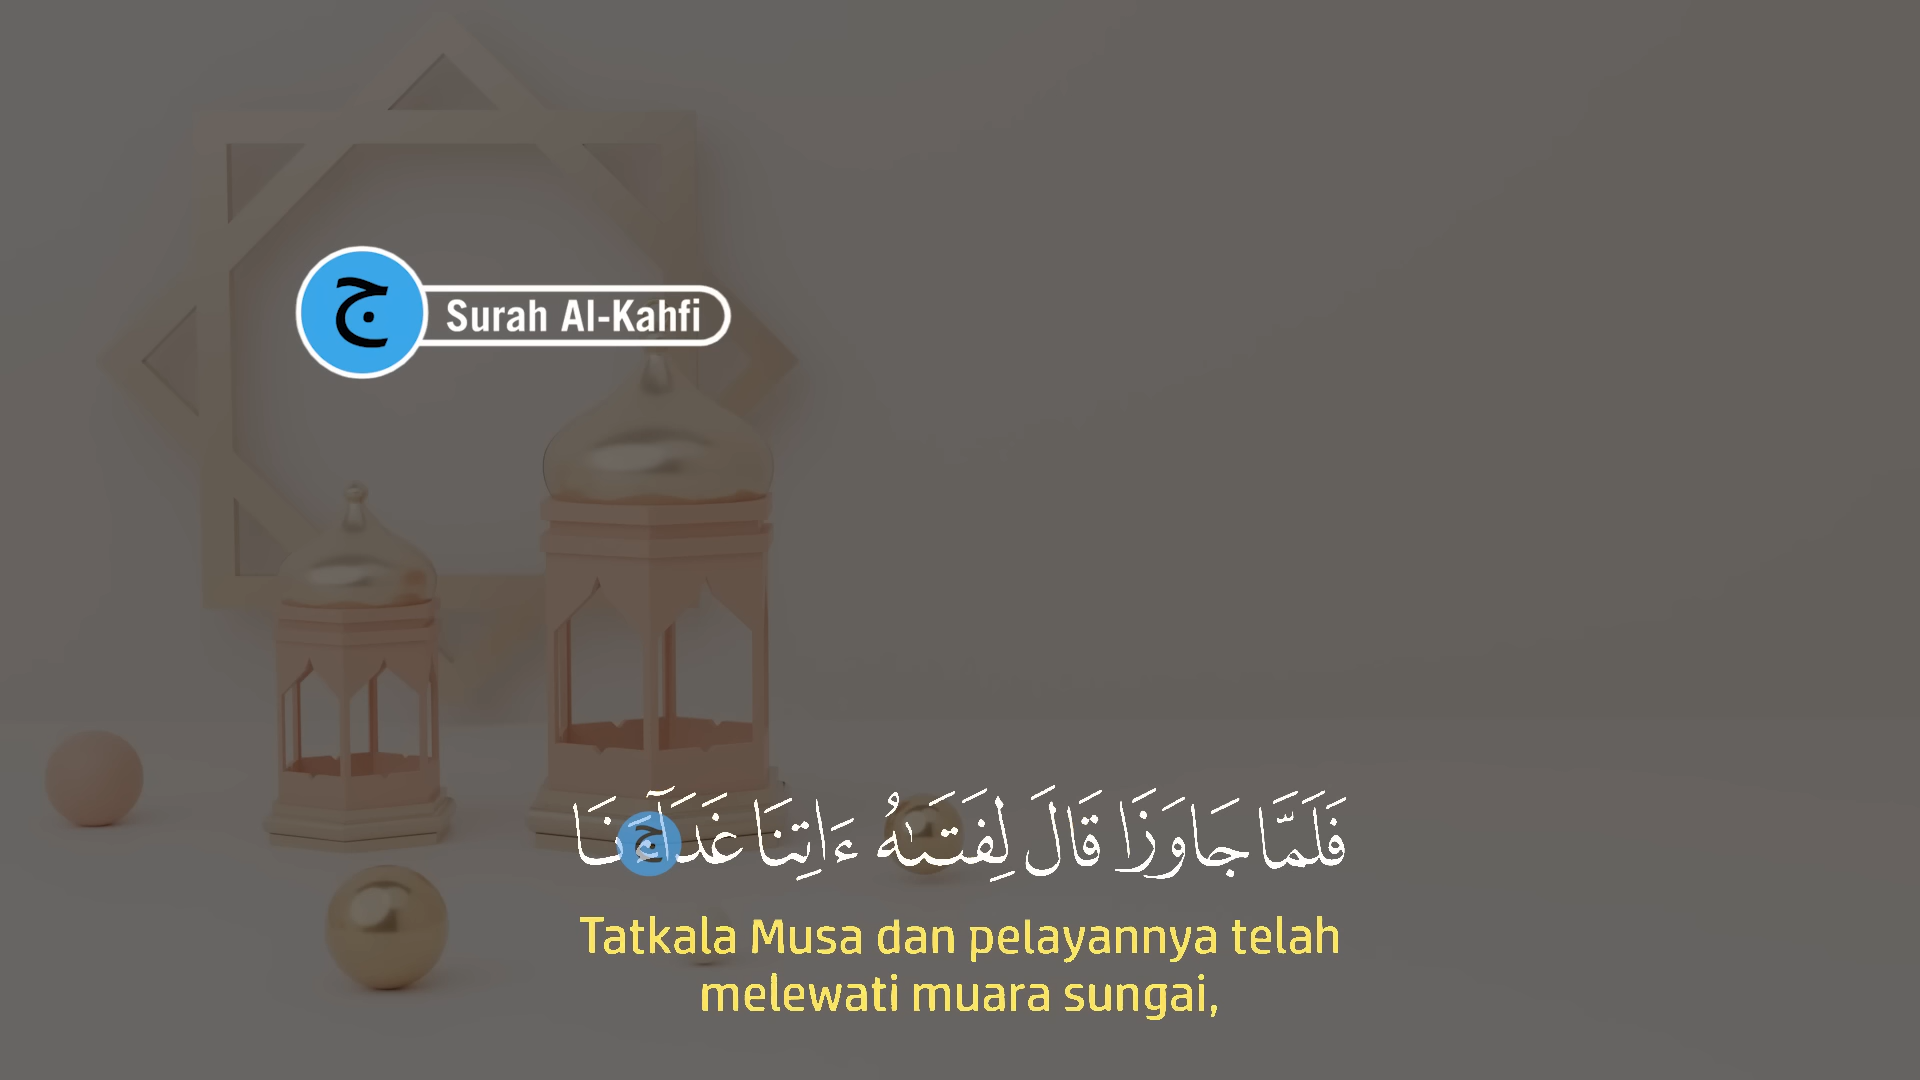 ج
Surah Al-Kahfi
فَلَمَّا جَاوَزَا قَالَ لِفَتَىٰهُ ءَاتِنَا غَدَآءَنَا
ج
Tatkala Musa dan pelayannya telah
melewati muara sungai,